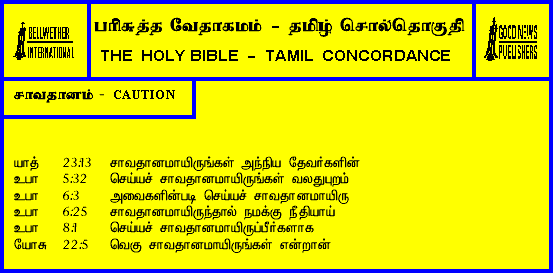 BELLWETHER INTERNATIONAL
பரிசுத்த வேதாகமம் - தமிழ் சொல்தொகுதி
THE HOLY BIBLE - TAMIL CONCORDANCE
GOOD NEWS PUBLISHERS
சாவதானம் - CAUTION
யாத் 23:13 சாவதானமாயிருங்கள் அந்நிய தேவர்களின்
உபா 5:32 செய்யச் சாவதானமாயிருங்கள் வலதுபுறம்
உபா 6:3 அவைகளின்படி செய்யச் சாவதானமாயிரு
உபா 6:25 சாவதானமாயிருந்தால் நமக்கு நீதியாய்
உபா 8:1 செய்யச் சாவதானமாயிருப்பீர்களாக
யோசு 22:5 வெகு சாவதானமாயிருங்கள் என்றான்